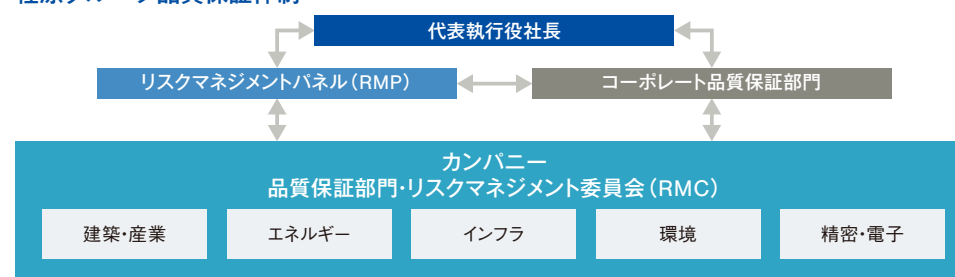 代表執行役社長
リスクマネジメントパネル(RMP)
コーポレート品質保証部門
カンパニー
品質保証部門・リスクマネジメント委員会(RMC)
建築・産業
エネルギー
インフラ
環境
精密・電子